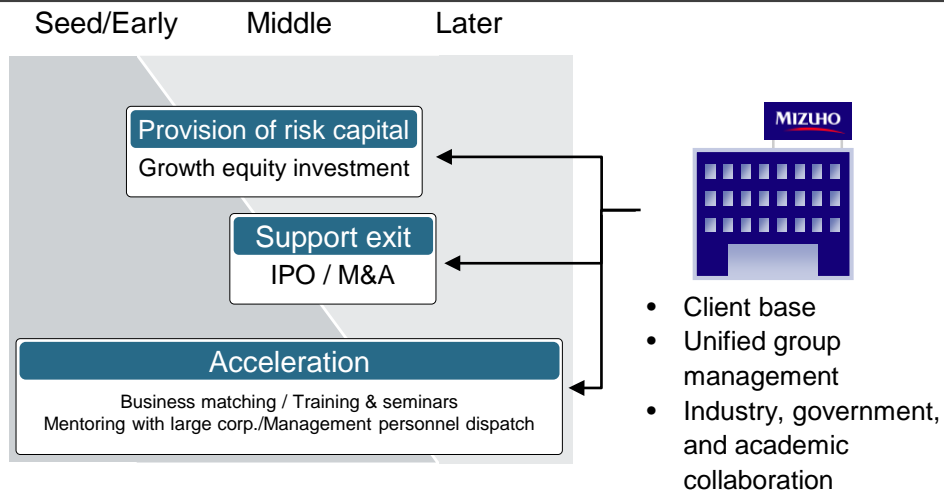 Seed/Early Middle Later
Provision of risk capital
Growth equity investment
Support exit
IPO / M&A
Acceleration
Business matching / Training & seminars
Mentoring with large corp./Management personnel dispatch
MIZUHO
• Client base
• Unified group
management
• Industry, government,
and academic
collaboration